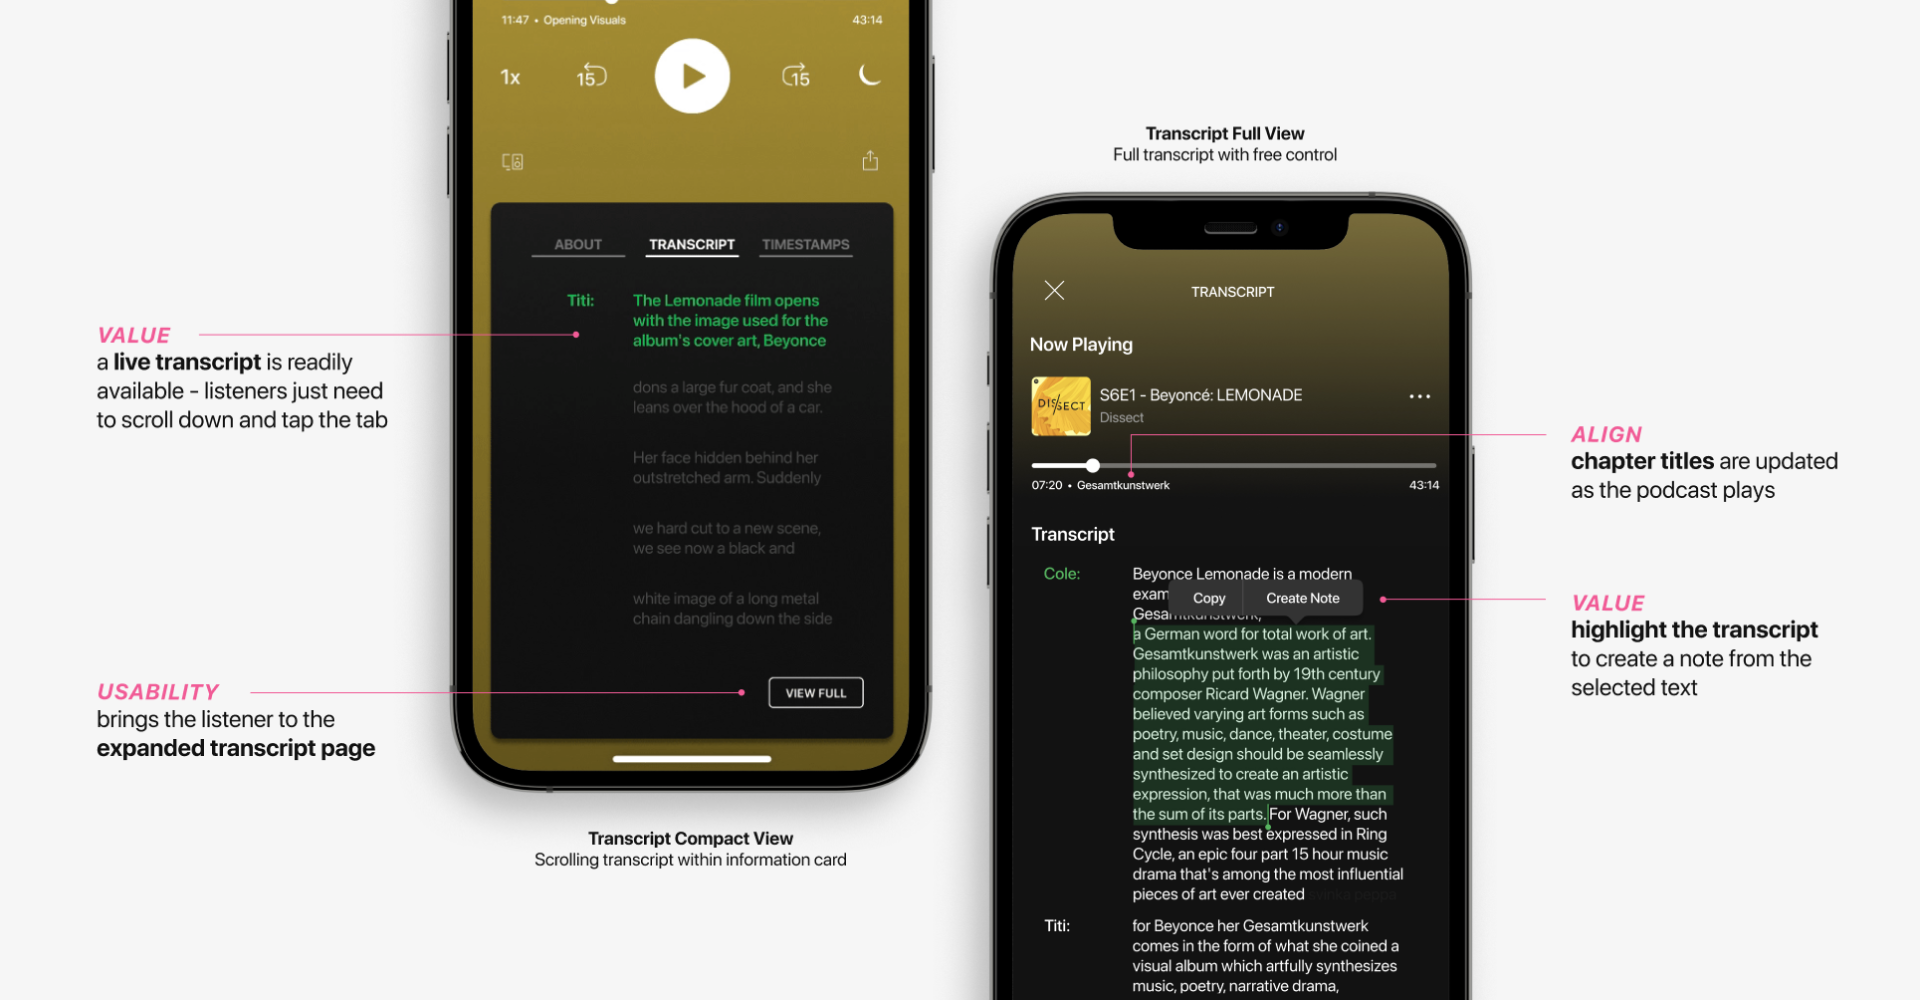 11:47 • Opening Visuals
43:14
1x
15
15
ABOUT
TRANSCRIPT
TIMESTAMPS
Titi:
The Lemonade film opens
with the image used for the
album's cover art, Beyonce
dons a large fur coat, and she
leans over the hood of a car.
Her face hidden behind her
outstretched arm. Suddenly
we hard cut to a new scene,
we see now a black and
white image of a long metal
chain dangling down the side
VIEW FULL
VALUE
a live transcript is readily
available - listeners just need
to scroll down and tap the tab
USABILITY
brings the listener to the
expanded transcript page
Transcript Compact View
Scrolling transcript within information card
Transcript Full View
Full transcript with free control
TRANSCRIPT
Now Playing
DISSECT
S6E1 - Beyoncé: LEMONADE
Dissect
07:20 • Gesamtkunstwerk
43:14
Transcript
Cole:
Beyonce Lemonade is a modern
exam
Copy
Create Note
Gesamtkunstwerk,
a German word for total work of art.
Gesamtkunstwerk was an artistic
philosophy put forth by 19th century
composer Ricard Wagner. Wagner
believed varying art forms such as
poetry, music, dance, theater, costume
and set design should be seamlessly
synthesized to create an artistic
expression, that was much more than
the sum of its parts. For Wagner, such
synthesis was best expressed in Ring
Cycle, an epic four part 15 hour music
drama that's among the most influential
pieces of art ever created
Titi:
for Beyonce her Gesamtkunstwerk
comes in the form of what she coined a
visual album which artfully synthesizes
music, poetry, narrative drama,
ALIGN
chapter titles are updated
as the podcast plays
VALUE
highlight the transcript
to create a note from the
selected text